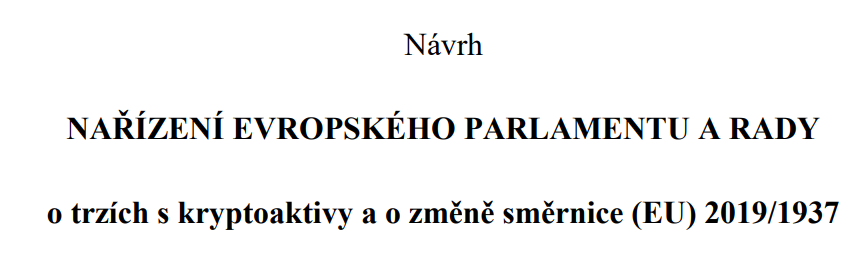 Návrh
NAŘÍZENÍ EVROPSKÉHO PARLAMENTU A RADY
o trzích s kryptoaktivy a o změně směrnice (EU) 2019/1937